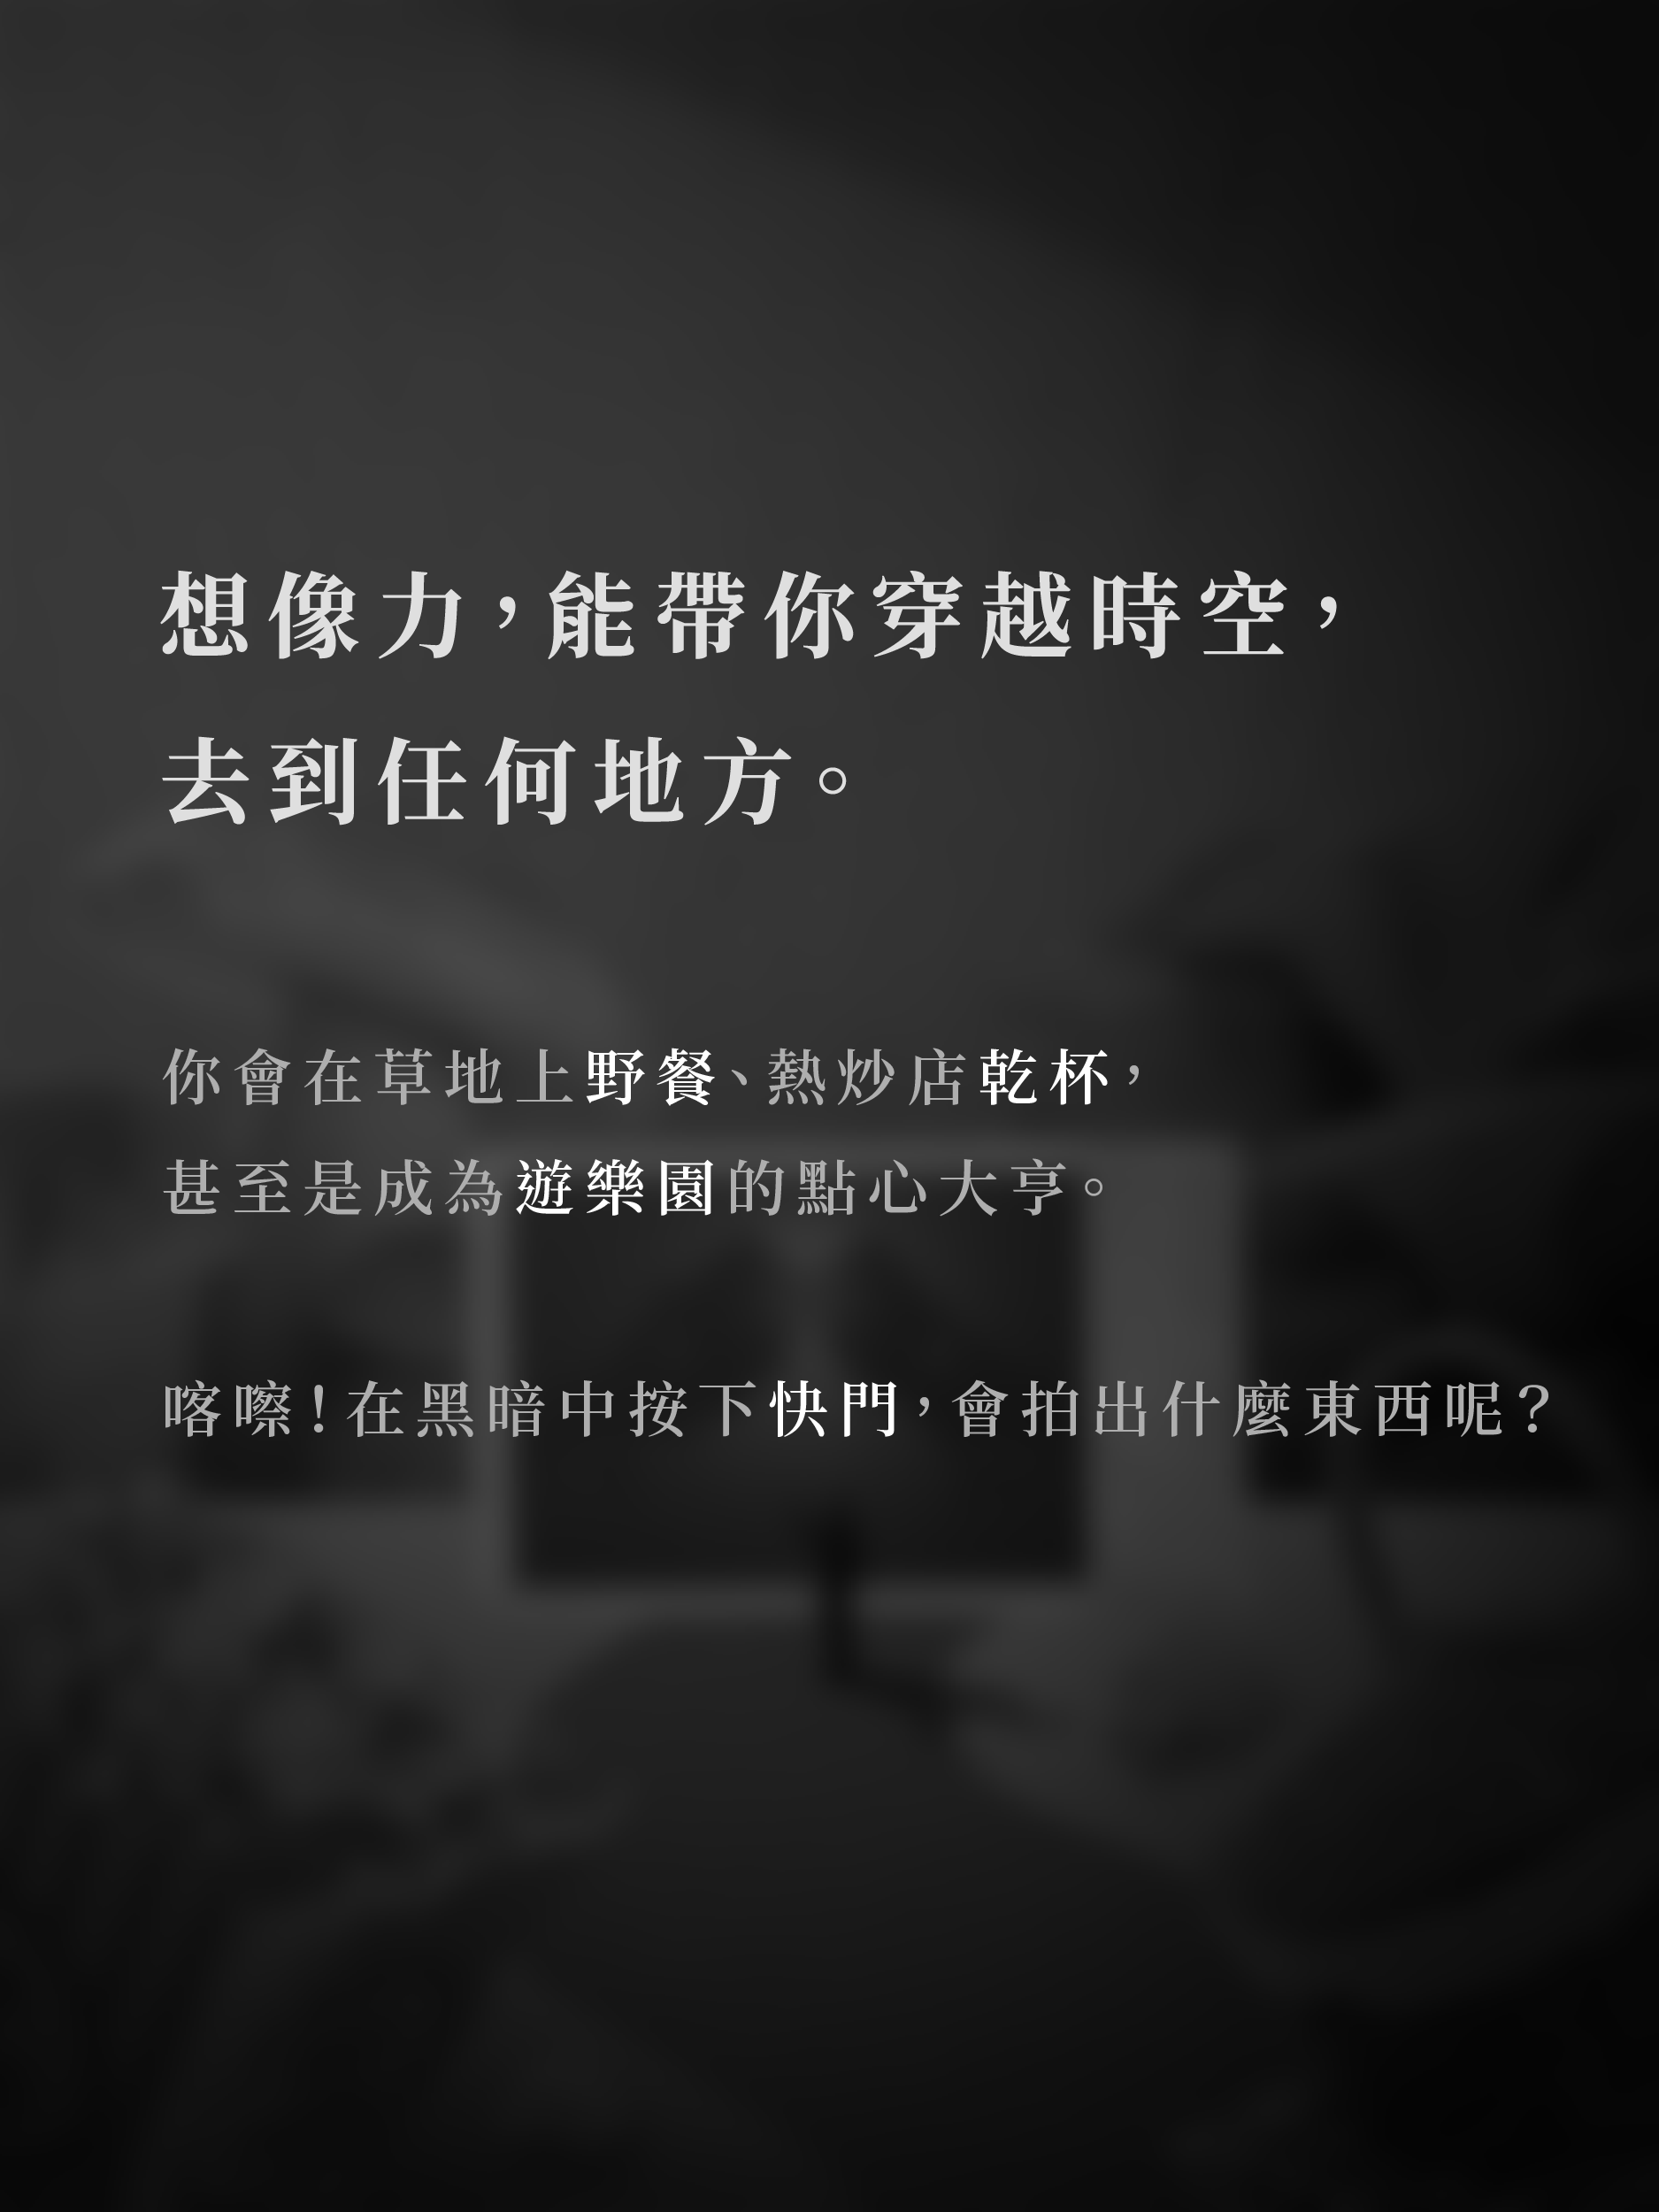 想像力，能帶你穿越時空，
去到任何地方。
你會在草地上野餐、熱炒店乾杯，
甚至是成為遊樂園的點心大亨。
喀嚓！在黑暗中按下快門，會拍出什麼東西呢？